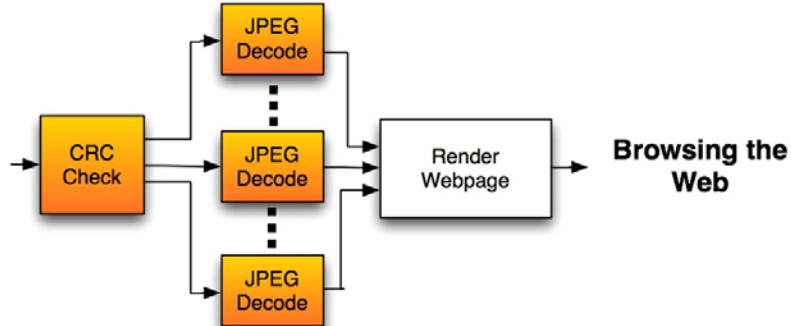 JPEG
Decode
CRC
Check
JPEG
Decode
Render
Webpage
Browsing the
Web
JPEG
Decode